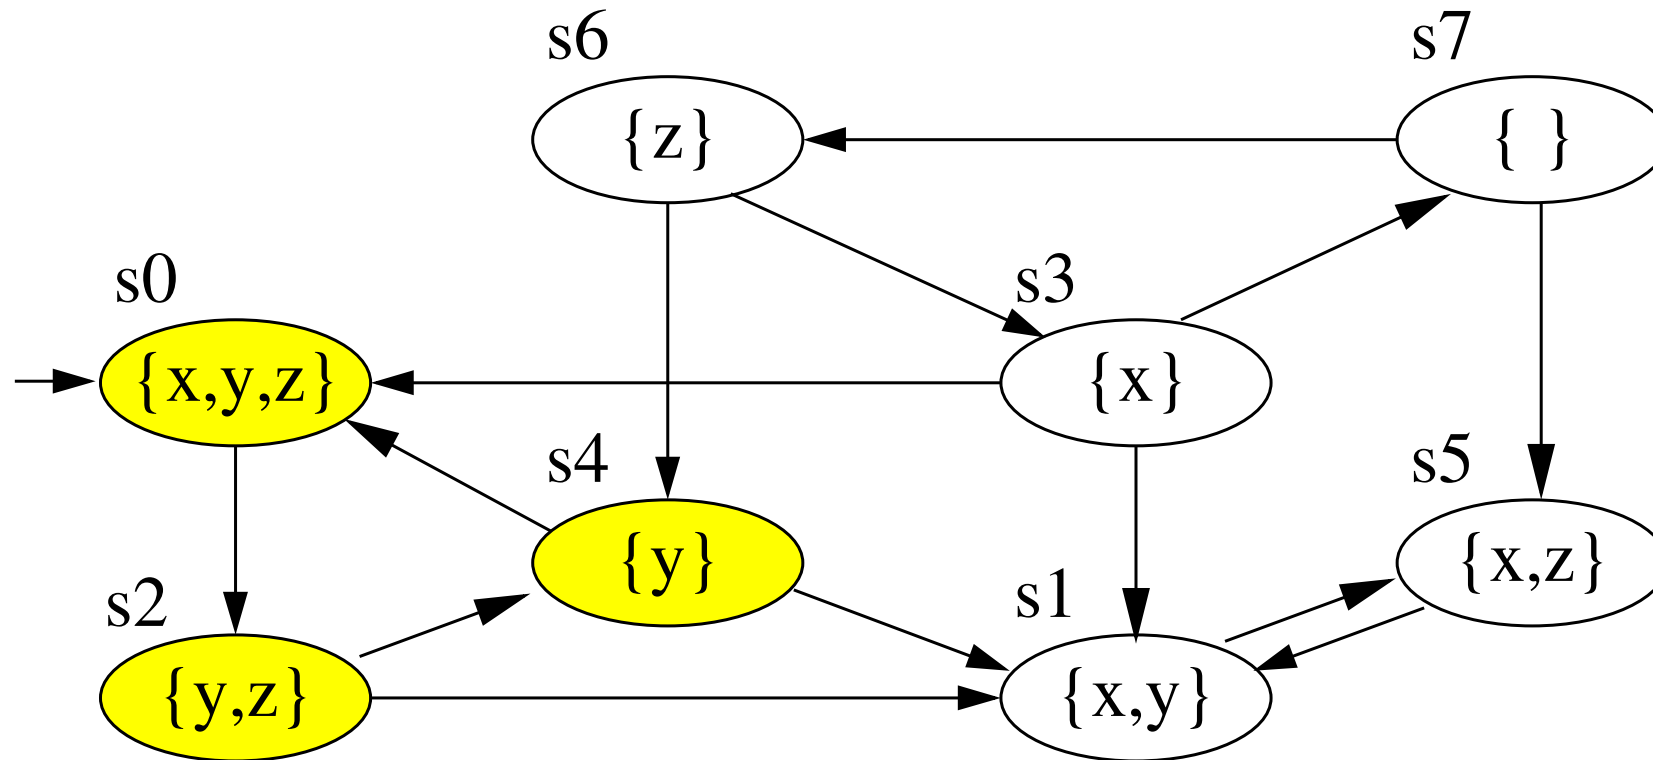 s6
s7
{z}
{ }
s0
s3
{x,y,z}
{x}
s4
s5
{y}
{x,z}
s2
s1
{y,z}
{x,y}